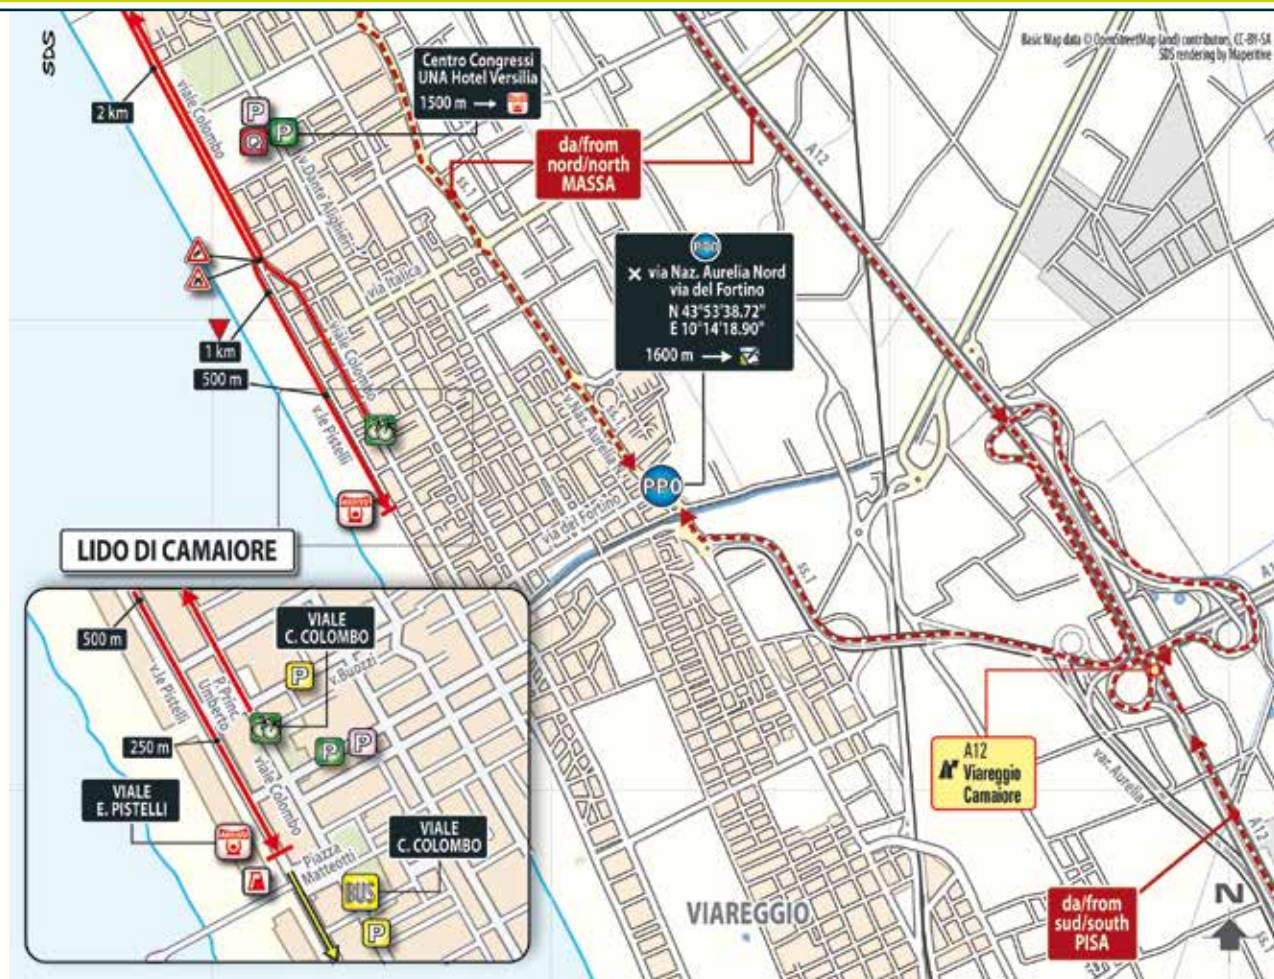 SDS
Basic Map data © OpenStreetMap (and) contributors, CC-BY-SA
SDS rendering by Maperitive
Centro Congressi
UNA Hotel Versilia
1500 m
2 km
viale Colombo
P
Q
P
v. Dante Alighieri
ss. 1
da/from
nord/north
MASSA
A12
PPO
via Naz. Aurelia Nord
via del Fortino
N 43°53'38.72"
E 10°14'18.90"
1600 m
via Italica
1 km
500 m
viale Colombo
v.le Pistelli
v. Naz. Aurelia
ss.1
PPO
via del Fortino
LIDO DI CAMAIORE
ss.1
500 m
VIALE
C. COLOMBO
P
v. Buozzi
v.le Pistelli
P. Princ.
Umberto
250 m
P
P
viale Colombo
VIALE
E. PISTELLI
VIALE
C. COLOMBO
Piazza
Matteotti
BUS
P
A12
Viareggio
Camaiore
var. Aurelia
A12
VIAREGGIO
da/from
sud/south
PISA
N
ss. 1